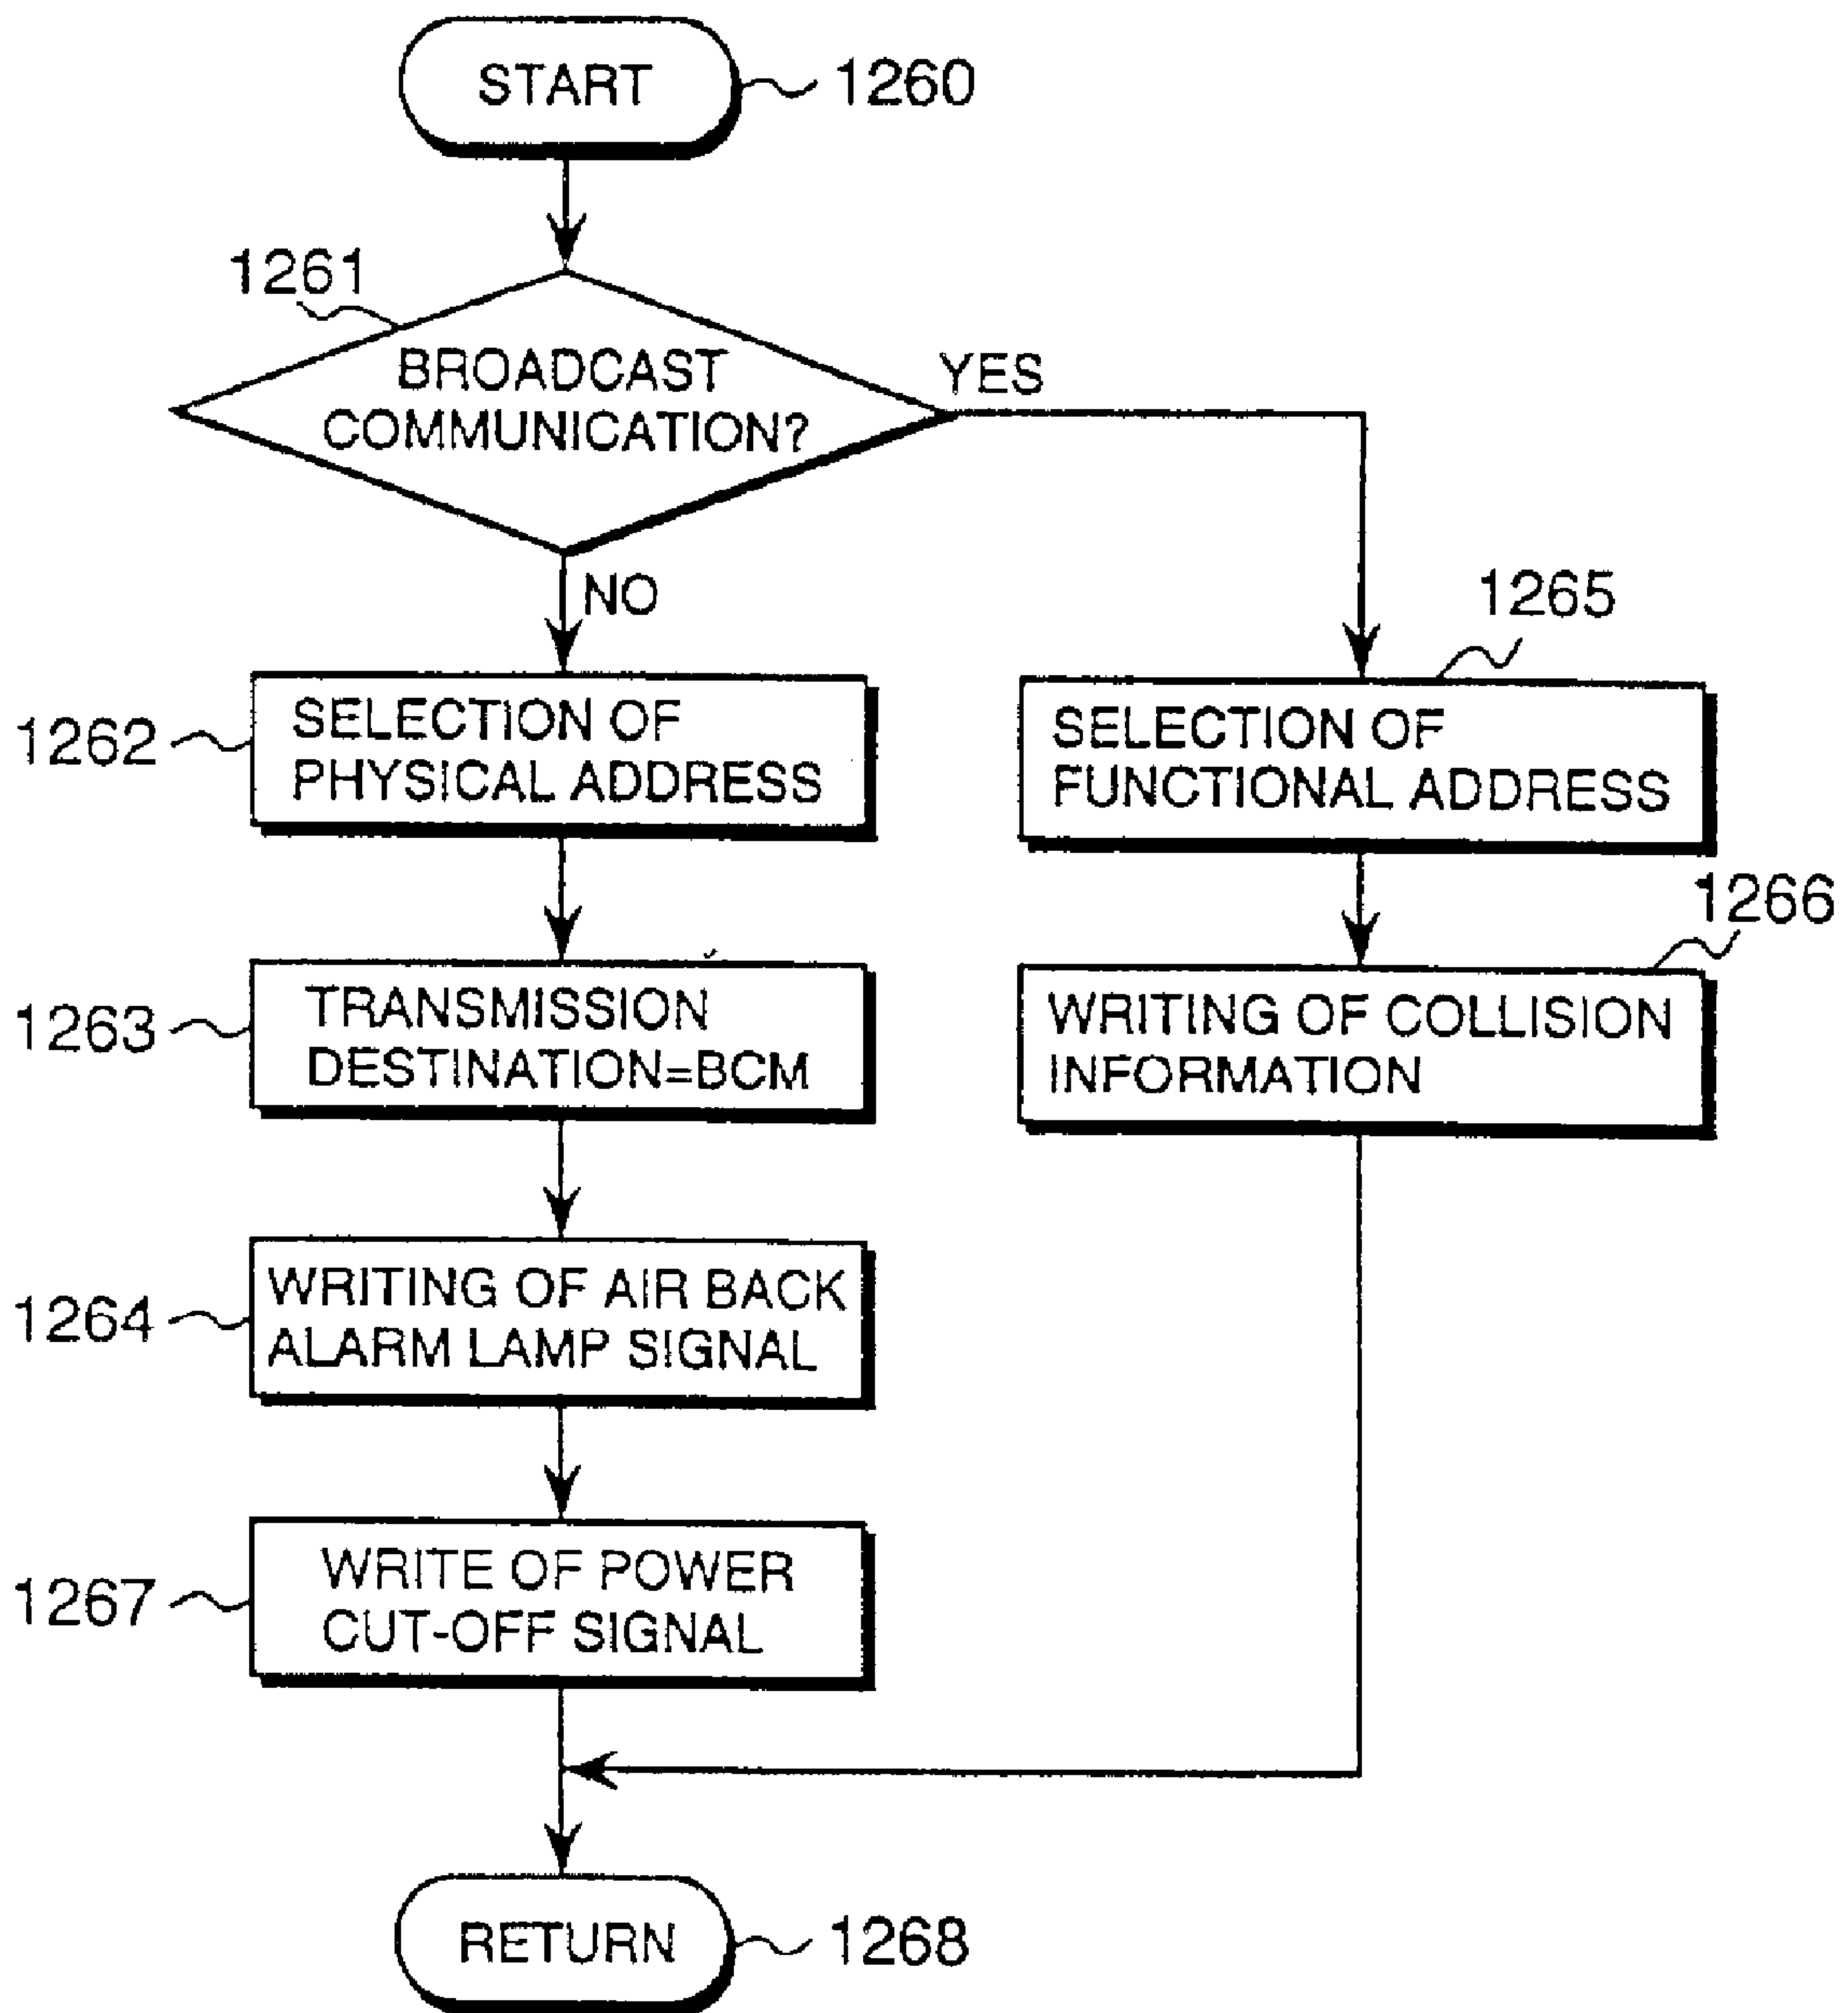 START
1260
1261
BROADCAST
COMMUNICATION?
YES
NO
1262
SELECTION OF
PHYSICAL ADDRESS
1265
SELECTION OF
FUNCTIONAL ADDRESS
1263
TRANSMISSION
DESTINATION=BCM
1266
WRITING OF COLLISION
INFORMATION
1264
WRITING OF AIR BACK
ALARM LAMP SIGNAL
1267
WRITE OF POWER
CUT-OFF SIGNAL
RETURN
1268